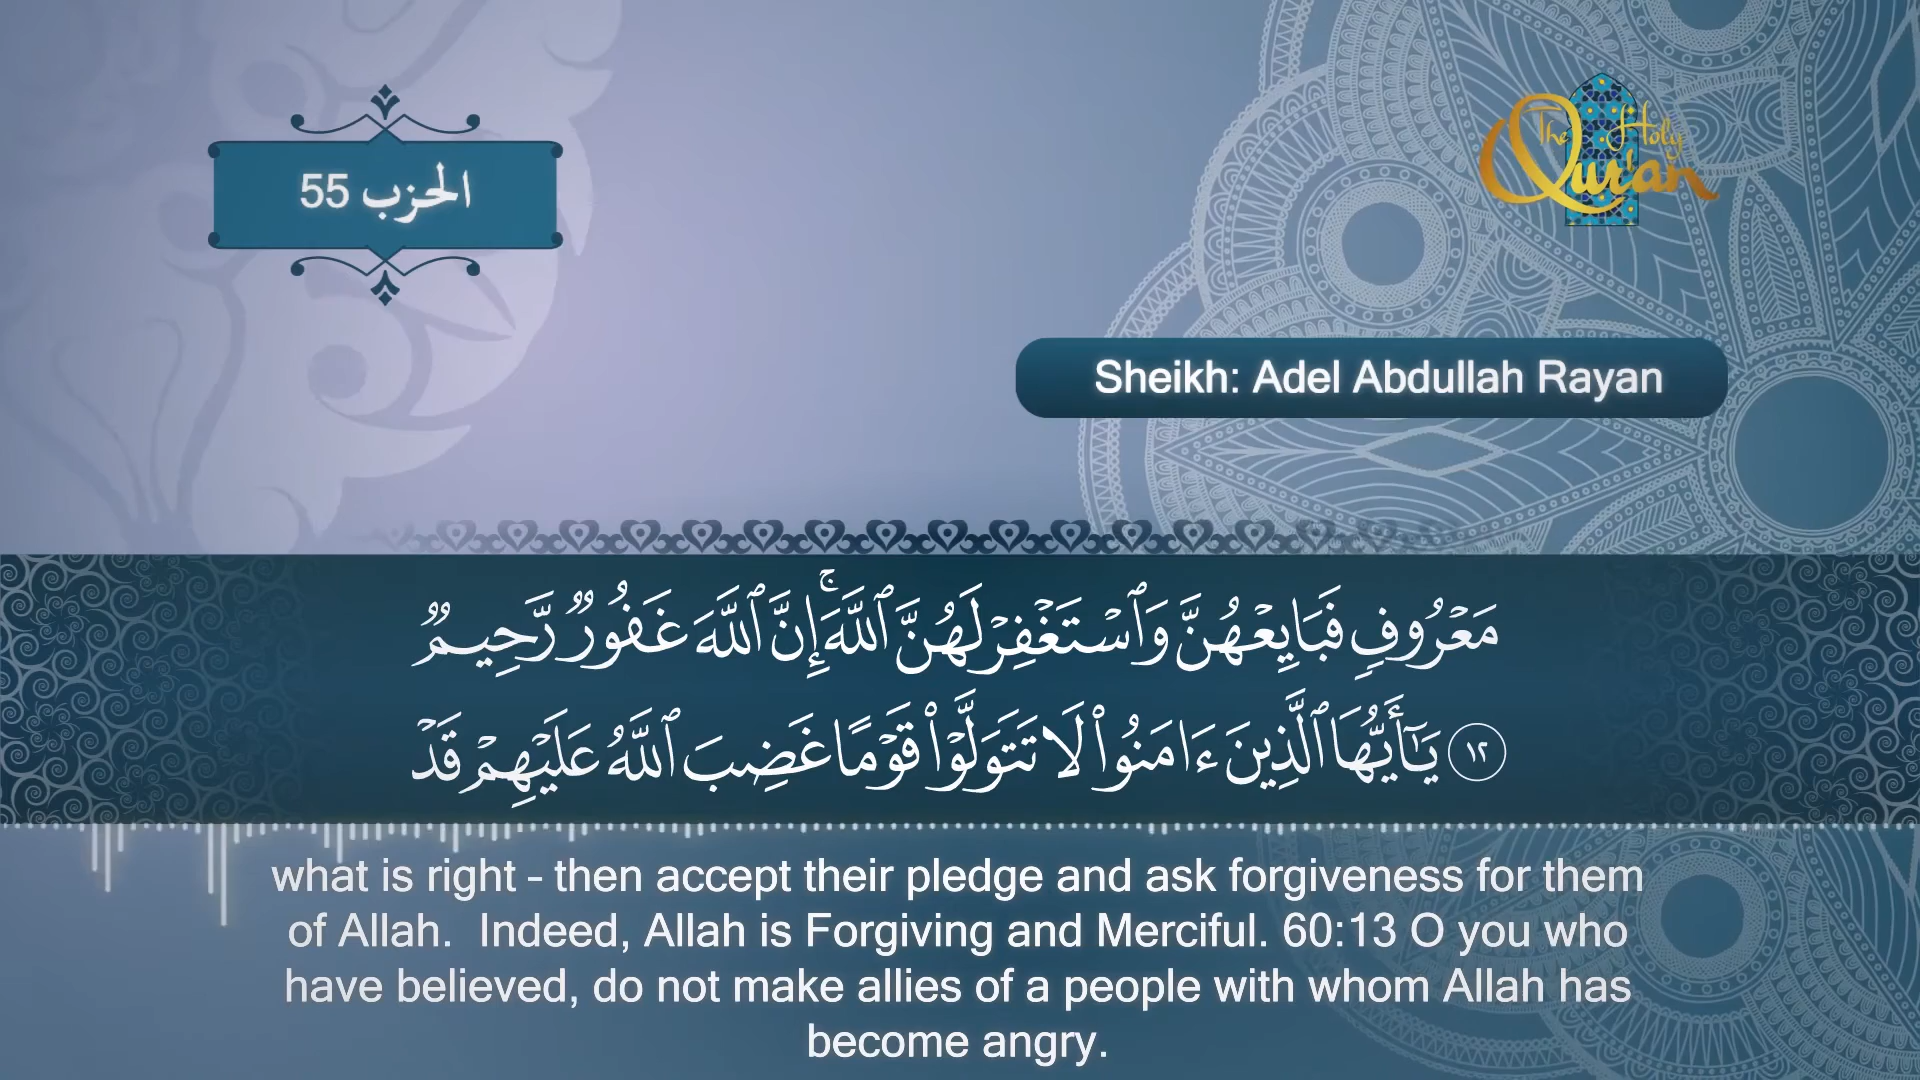 الحزب 55
The Holy Quran
Sheikh: Adel Abdullah Rayan
مَعْرُوفٍ فَبَايِعْهُنَّ وَٱسْتَغْفِرْ لَهُنَّ ٱللَّهَ ۚ إِنَّ ٱللَّهَ غَفُورٌ رَّحِيمٌ
١٢ يَـٰٓأَيُّهَا ٱلَّذِينَ ءَامَنُوا۟ لَا تَتَوَلَّوْا۟ قَوْمًا غَضِبَ ٱللَّهُ عَلَيْهِمْ قَدْ
what is right - then accept their pledge and ask forgiveness for them
of Allah.  Indeed, Allah is Forgiving and Merciful. 60:13 O you who
have believed, do not make allies of a people with whom Allah has
become angry.